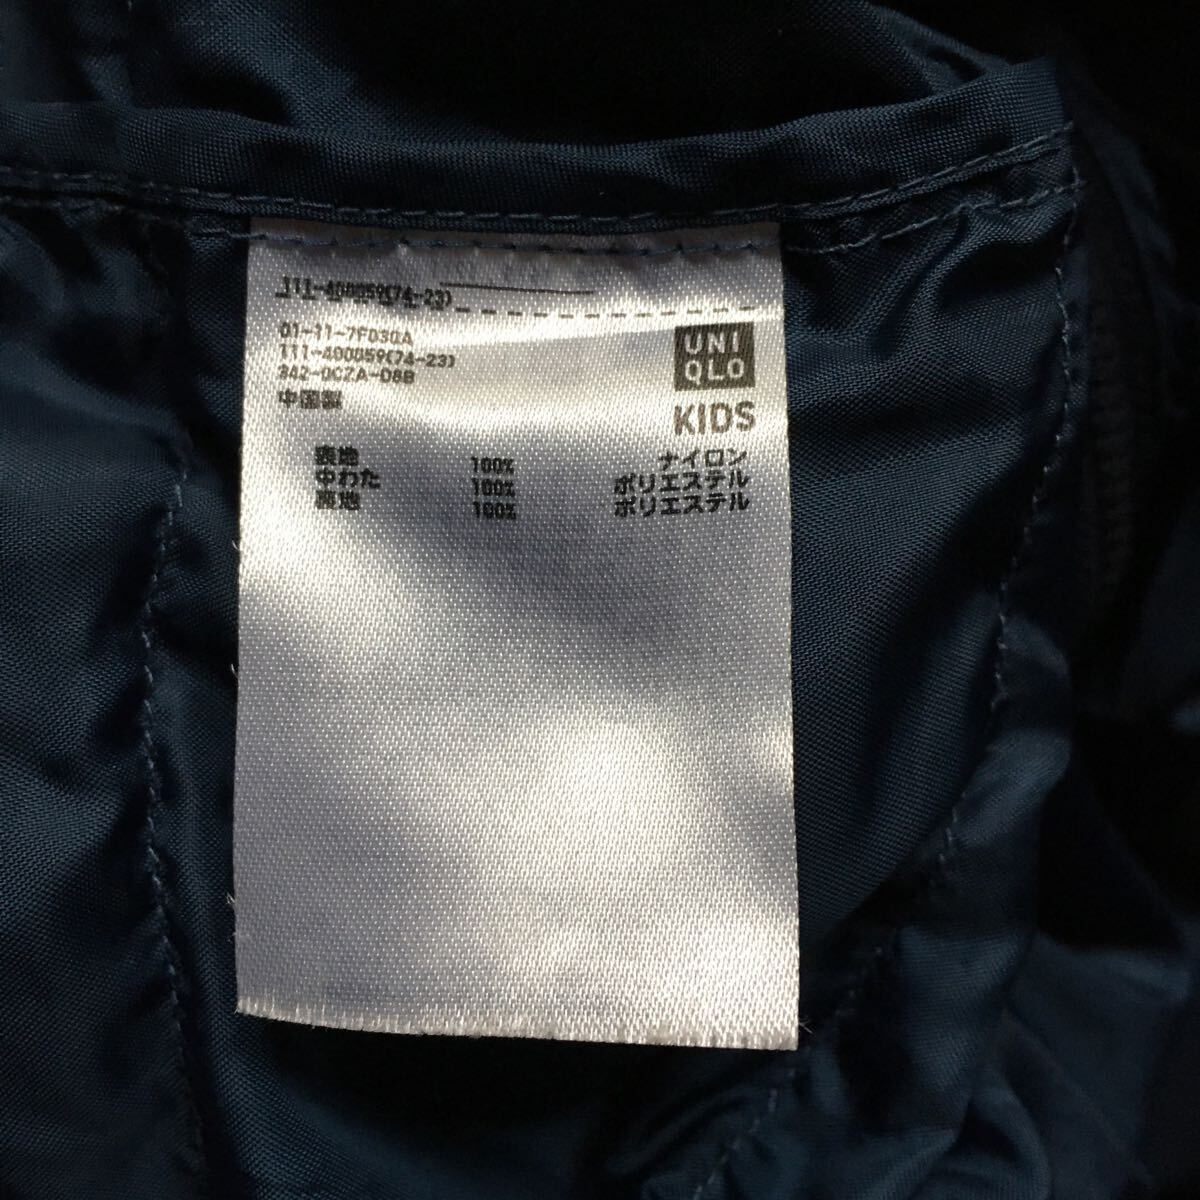 111-400059(74-23)
01-11-7F030A
111-400059(74-23)
342-0CZA-08B
中国製
UNI
QLO
KIDS
表地 100% ナイロン
中わた 100% ポリエステル
裏地 100% ポリエステル